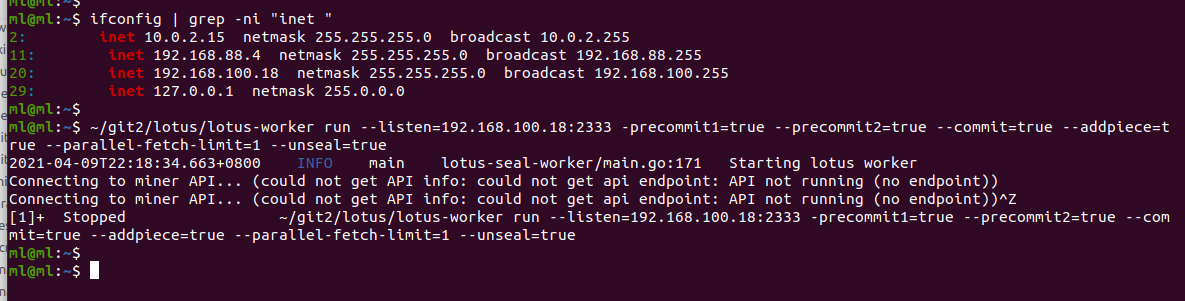 ml@ml:~$
ml@ml:~$ ifconfig | grep -ni "inet "
2:        inet 10.0.2.15  netmask 255.255.255.0  broadcast 10.0.2.255
11:        inet 192.168.88.4  netmask 255.255.255.0  broadcast 192.168.88.255
20:        inet 192.168.100.18  netmask 255.255.255.0  broadcast 192.168.100.255
29:        inet 127.0.0.1  netmask 255.0.0.0
ml@ml:~$
ml@ml:~$ ~/git2/lotus/lotus-worker run --listen=192.168.100.18:2333 -precommit1=true --precommit2=true --commit=true --addpiece=t
rue --parallel-fetch-limit=1 --unseal=true
2021-04-09T22:18:34.663+0800    INFO    main    lotus-seal-worker/main.go:171   Starting lotus worker
Connecting to miner API... (could not get API info: could not get api endpoint: API not running (no endpoint))
Connecting to miner API... (could not get API info: could not get api endpoint: API not running (no endpoint))^Z
[1]+  Stopped                 ~/git2/lotus/lotus-worker run --listen=192.168.100.18:2333 -precommit1=true --precommit2=true --com
mit=true --addpiece=true --parallel-fetch-limit=1 --unseal=true
ml@ml:~$
ml@ml:~$